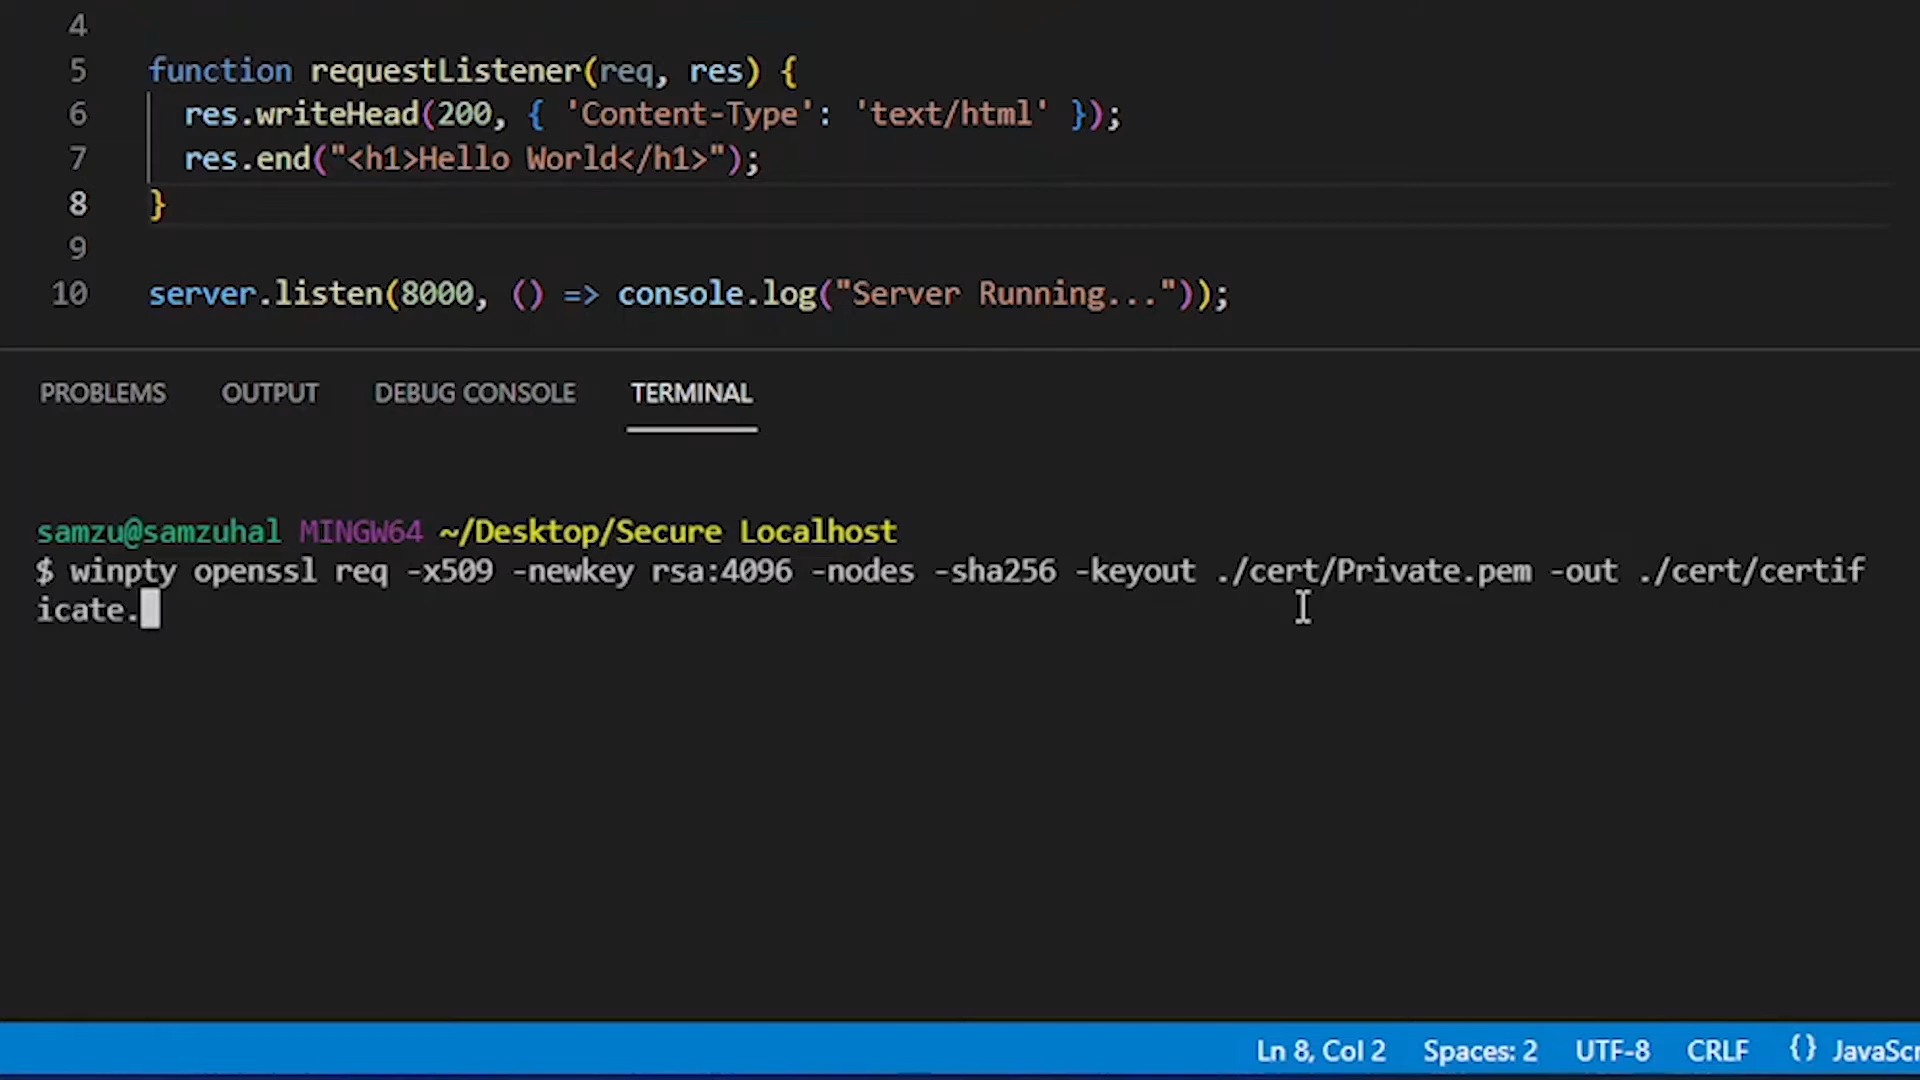 4
5 function requestListener(req, res) {
6 res.writeHead(200, { 'Content-Type': 'text/html' });
7 res.end("<h1>Hello World</h1>");
8 }
9
10 server.listen(8000, () => console.log("Server Running..."));
PROBLEMS OUTPUT DEBUG CONSOLE TERMINAL
samzu@samzuhal MINGW64 ~/Desktop/Secure Localhost
$ winpty openssl req -x509 -newkey rsa:4096 -nodes -sha256 -keyout ./cert/Private.pem -out ./cert/certif
icate.
Ln 8, Col 2 Spaces: 2 UTF-8 CRLF {} JavaScr